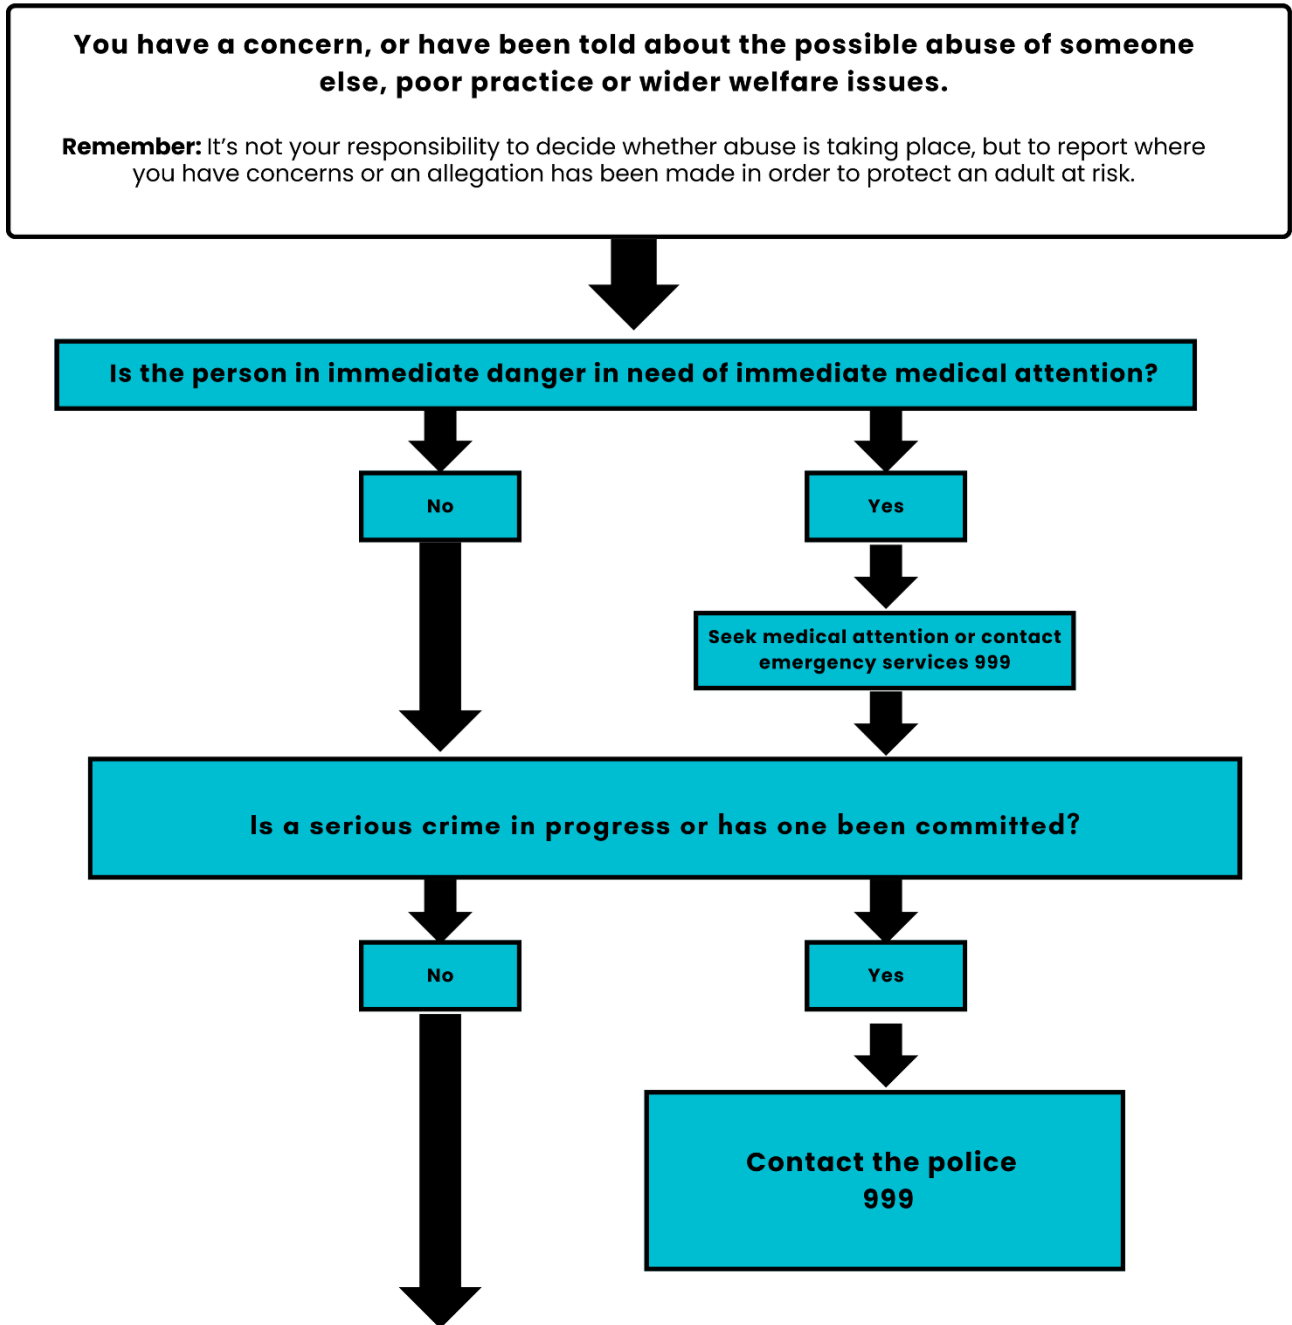 You have a concern, or have been told about the possible abuse of someone
else, poor practice or wider welfare issues.
Remember: It's not your responsibility to decide whether abuse is taking place, but to report where
you have concerns or an allegation has been made in order to protect an adult at risk.
Is the person in immediate danger in need of immediate medical attention?
No
Yes
Seek medical attention or contact
emergency services 999
Is a serious crime in progress or has one been committed?
No
Yes
Contact the police
999